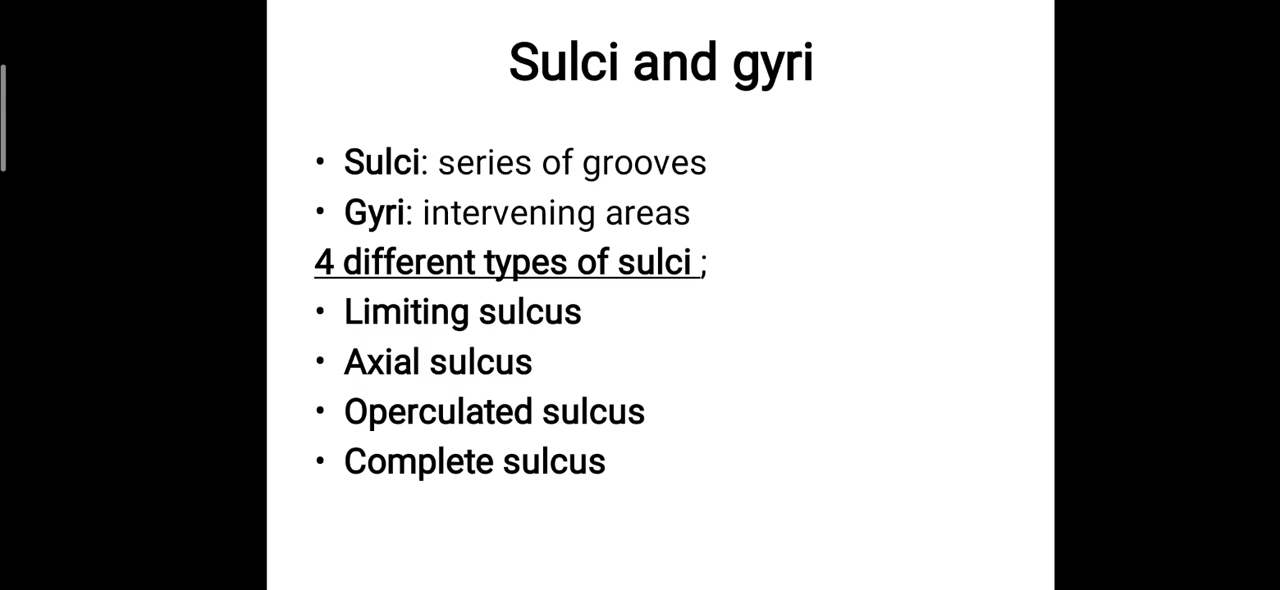 Sulci and gyri
• Sulci: series of grooves
• Gyri: intervening areas
4 different types of sulci ;
• Limiting sulcus
• Axial sulcus
• Operculated sulcus
• Complete sulcus